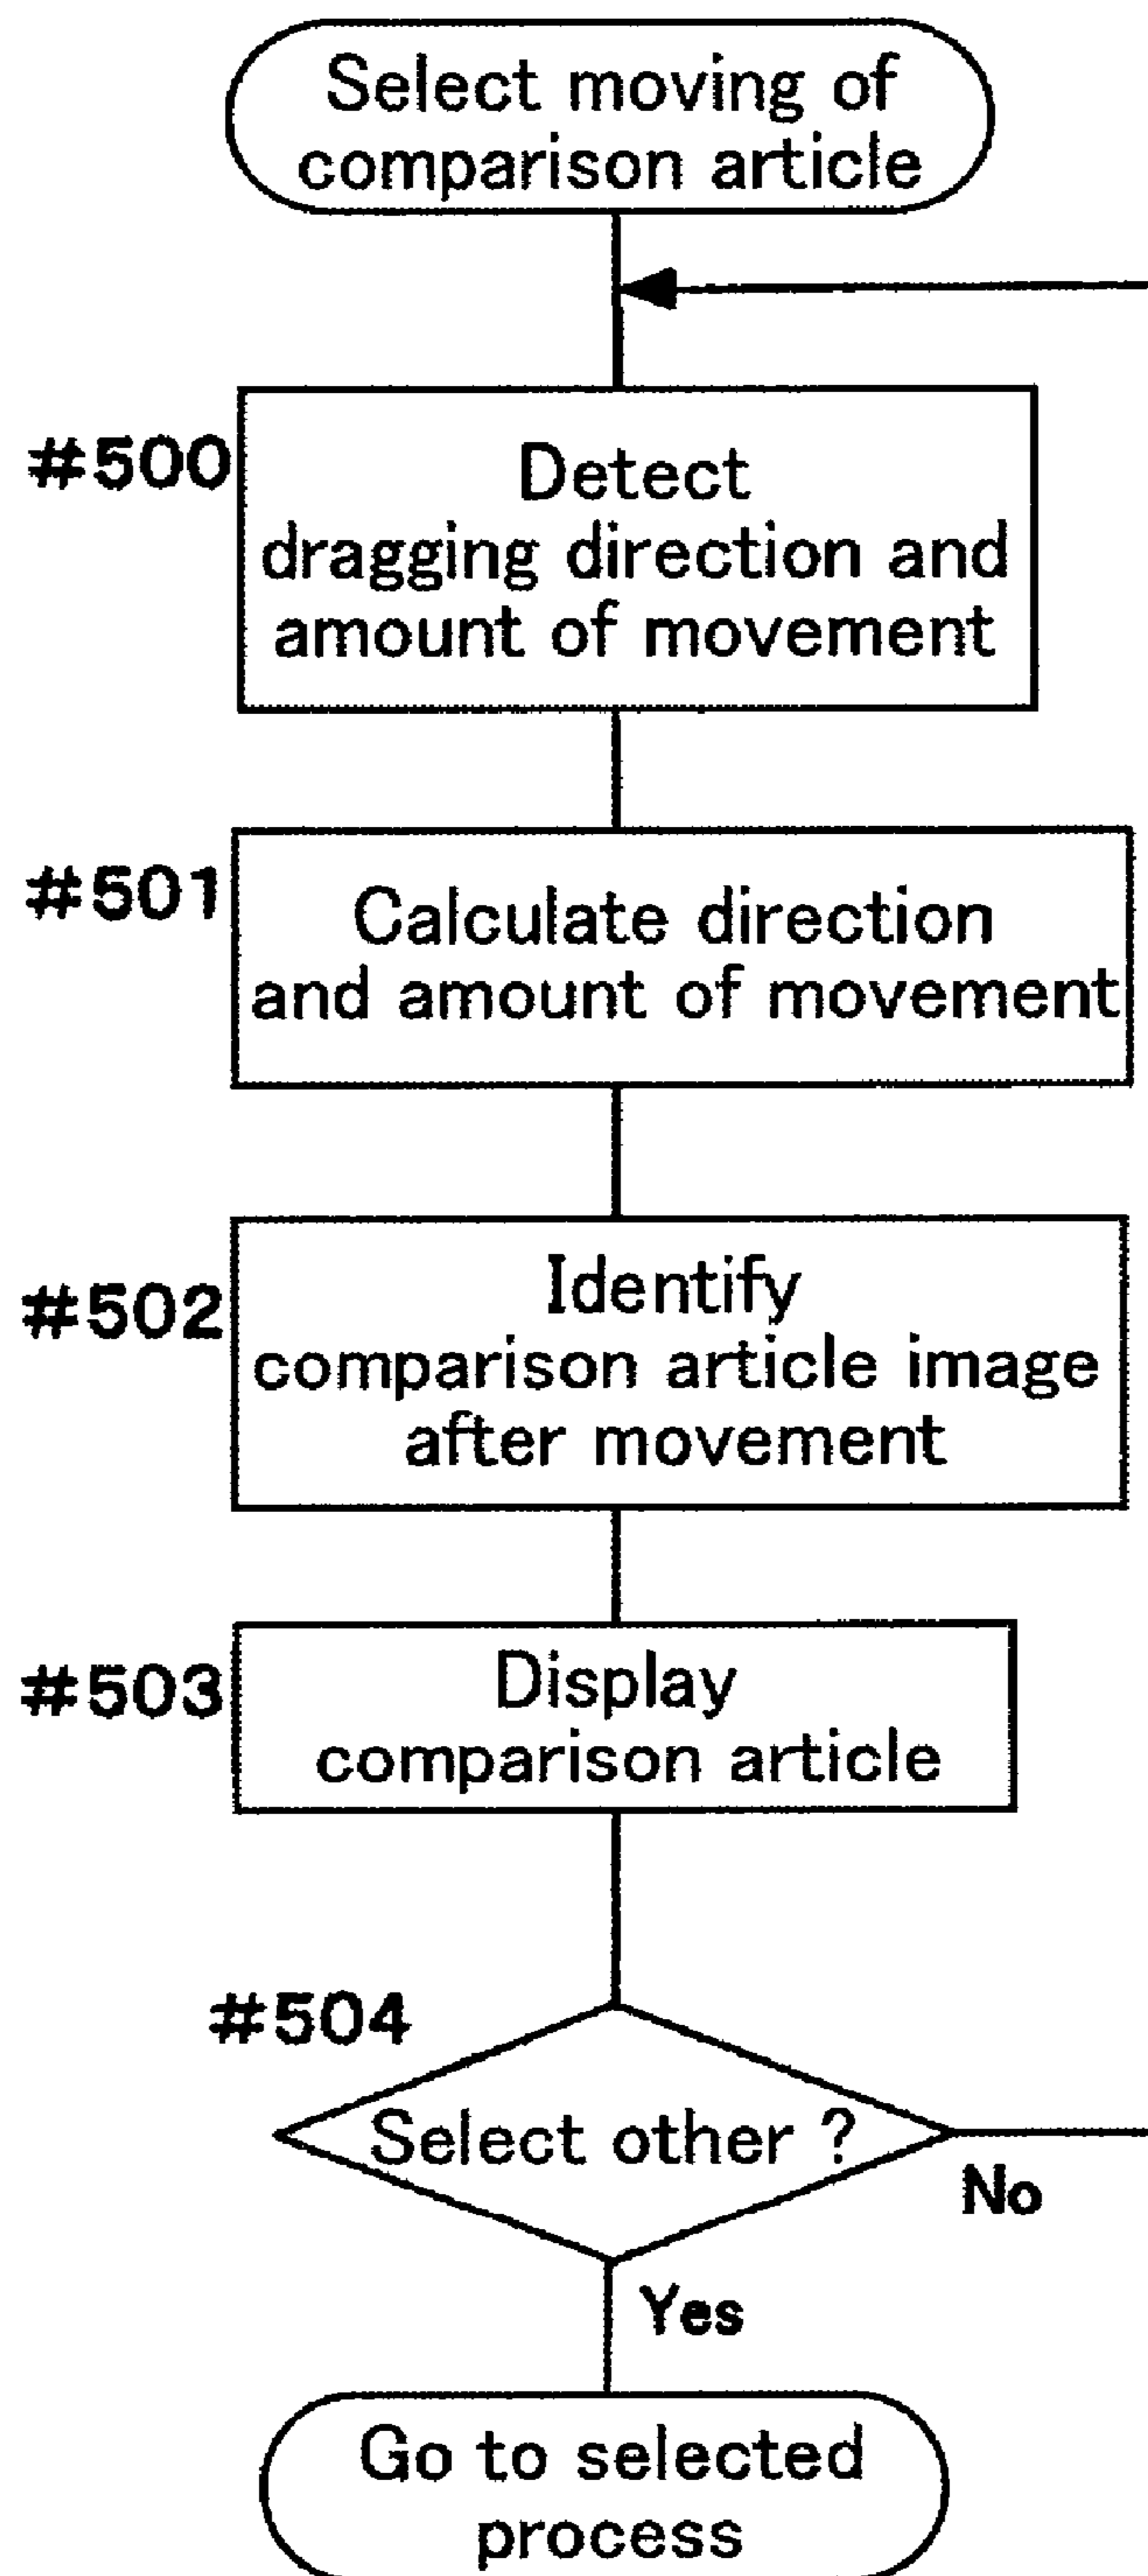 Select moving of
comparison article
#500
Detect
dragging direction and
amount of movement
#501
Calculate direction
and amount of movement
#502
Identify
comparison article image
after movement
#503
Display
comparison article
#504
Select other ?
No
Yes
Go to selected
process